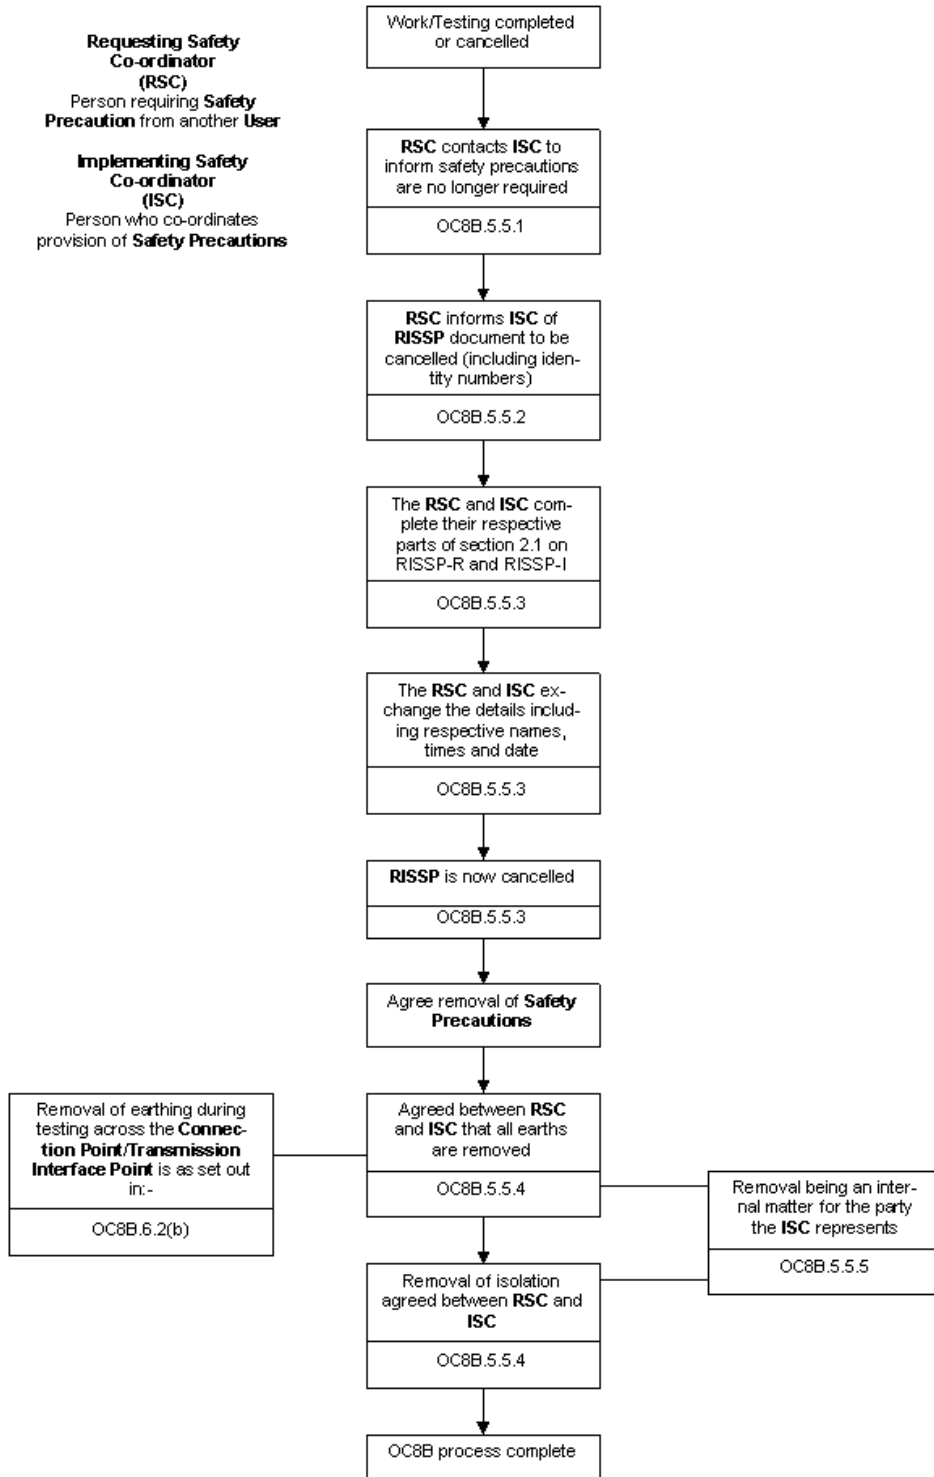 Work/Testing completed
or cancelled
Requesting Safety
Co-ordinator
(RSC)
Person requiring Safety
Precaution from another User
Implementing Safety
Co-ordinator
(ISC)
Person who co-ordinates
provision of Safety Precautions
RSC contacts ISC to
inform safety precautions
are no longer required
OC8B.5.5.1
RSC informs ISC of
RISSP document to be
cancelled (including iden-
tity numbers)
OC8B.5.5.2
The RSC and ISC com-
plete their respective
parts of section 2.1 on
RISSP-R and RISSP-I
OC8B.5.5.3
The RSC and ISC ex-
change the details includ-
ing respective names,
times and date
OC8B.5.5.3
RISSP is now cancelled
OC8B.5.5.3
Agree removal of Safety
Precautions
Removal of earthing during
testing across the Connec-
tion Point/Transmission
Interface Point is as set out
in:-
OC8B.6.2(b)
Agreed between RSC
and ISC that all earths
are removed
OC8B.5.5.4
Removal being an inter-
nal matter for the party
the ISC represents
OC8B.5.5.5
Removal of isolation
agreed between RSC and
ISC
OC8B.5.5.4
OC8B process complete